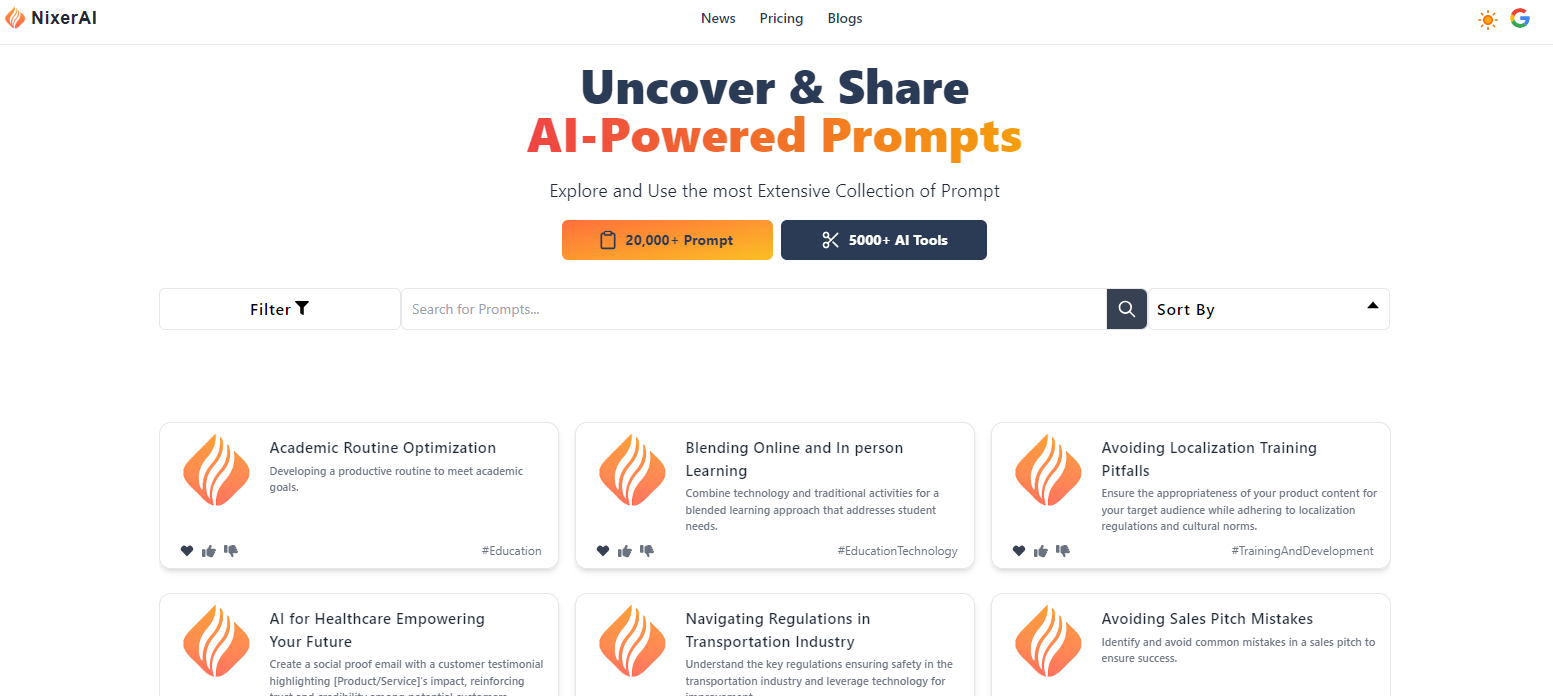 NixerAI
News Pricing Blogs
Uncover & Share
AI-Powered Prompts
Explore and Use the most Extensive Collection of Prompt
20,000+ Prompt
5000+ AI Tools
Filter
Search for Prompts...
Sort By
Academic Routine Optimization
Developing a productive routine to meet academic
goals.
#Education
Blending Online and In person
Learning
Combine technology and traditional activities for a
blended learning approach that addresses student
needs.
#EducationTechnology
Avoiding Localization Training
Pitfalls
Ensure the appropriateness of your product content for
your target audience while adhering to localization
regulations and cultural norms.
#TrainingAndDevelopment
AI for Healthcare Empowering
Your Future
Create a social proof email with a customer testimonial
highlighting [Product/Service]'s impact, reinforcing
trust and credibility among potential customers
Navigating Regulations in
Transportation Industry
Understand the key regulations ensuring safety in the
transportation industry and leverage technology for
improvement
Avoiding Sales Pitch Mistakes
Identify and avoid common mistakes in a sales pitch to
ensure success.